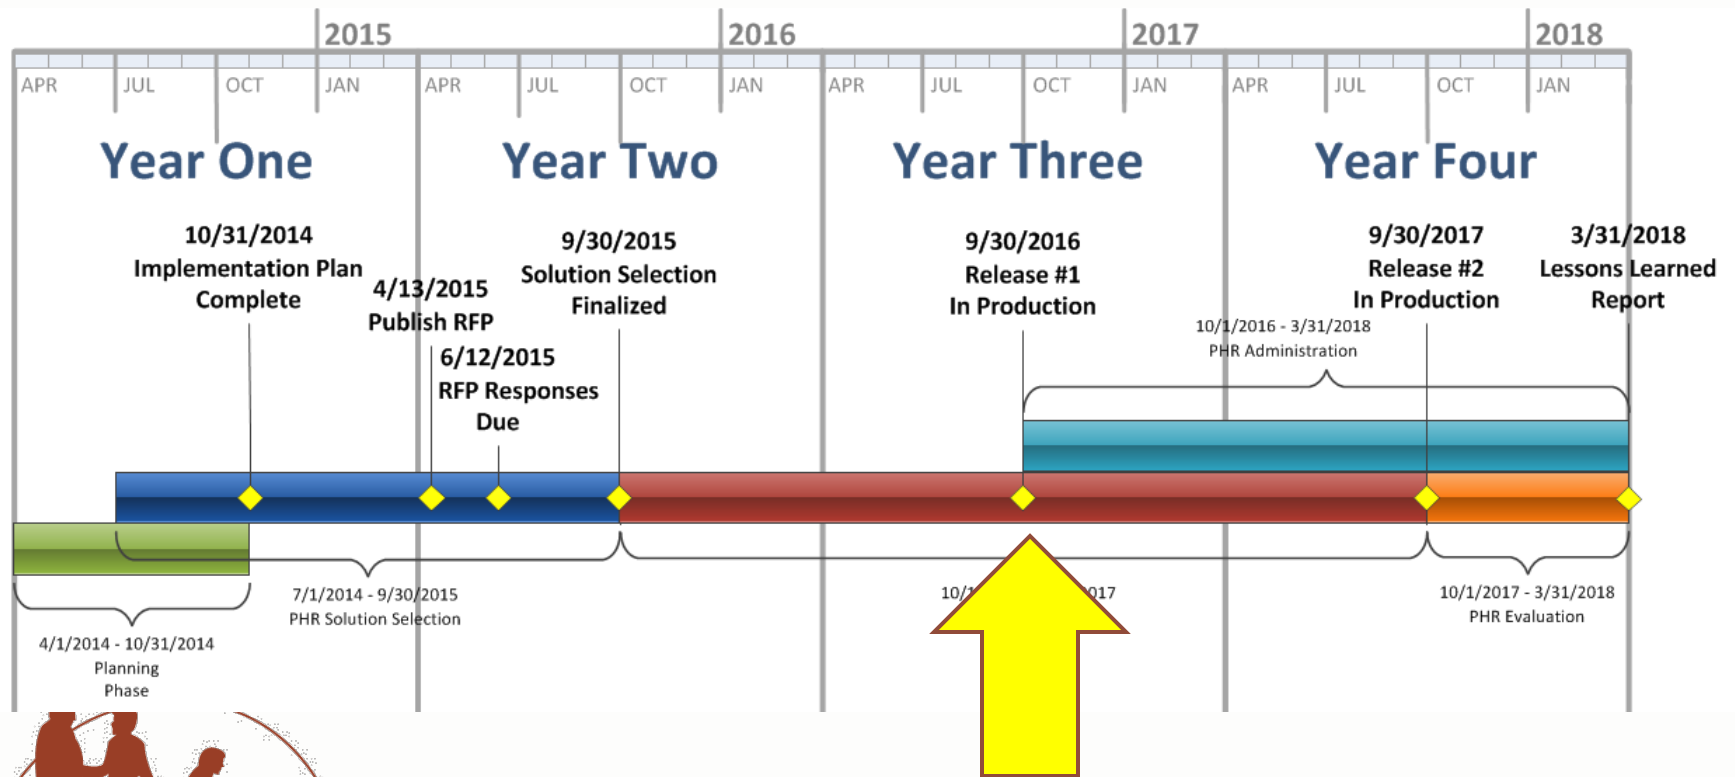 2015
2016
2017
2018
APR JUL OCT JAN APR JUL OCT JAN APR JUL OCT JAN APR JUL OCT JAN
Year One
Year Two
Year Three
Year Four
10/31/2014
Implementation Plan
Complete
4/13/2015
Publish RFP
6/12/2015
RFP Responses
Due
9/30/2015
Solution Selection
Finalized
9/30/2016
Release #1
In Production
10/1/2016 - 3/31/2018
PHR Administration
9/30/2017
Release #2
In Production
3/31/2018
Lessons Learned
Report
4/1/2014 - 10/31/2014
Planning
Phase
7/1/2014 - 9/30/2015
PHR Solution Selection
10/1/2017 - 3/31/2018
PHR Evaluation